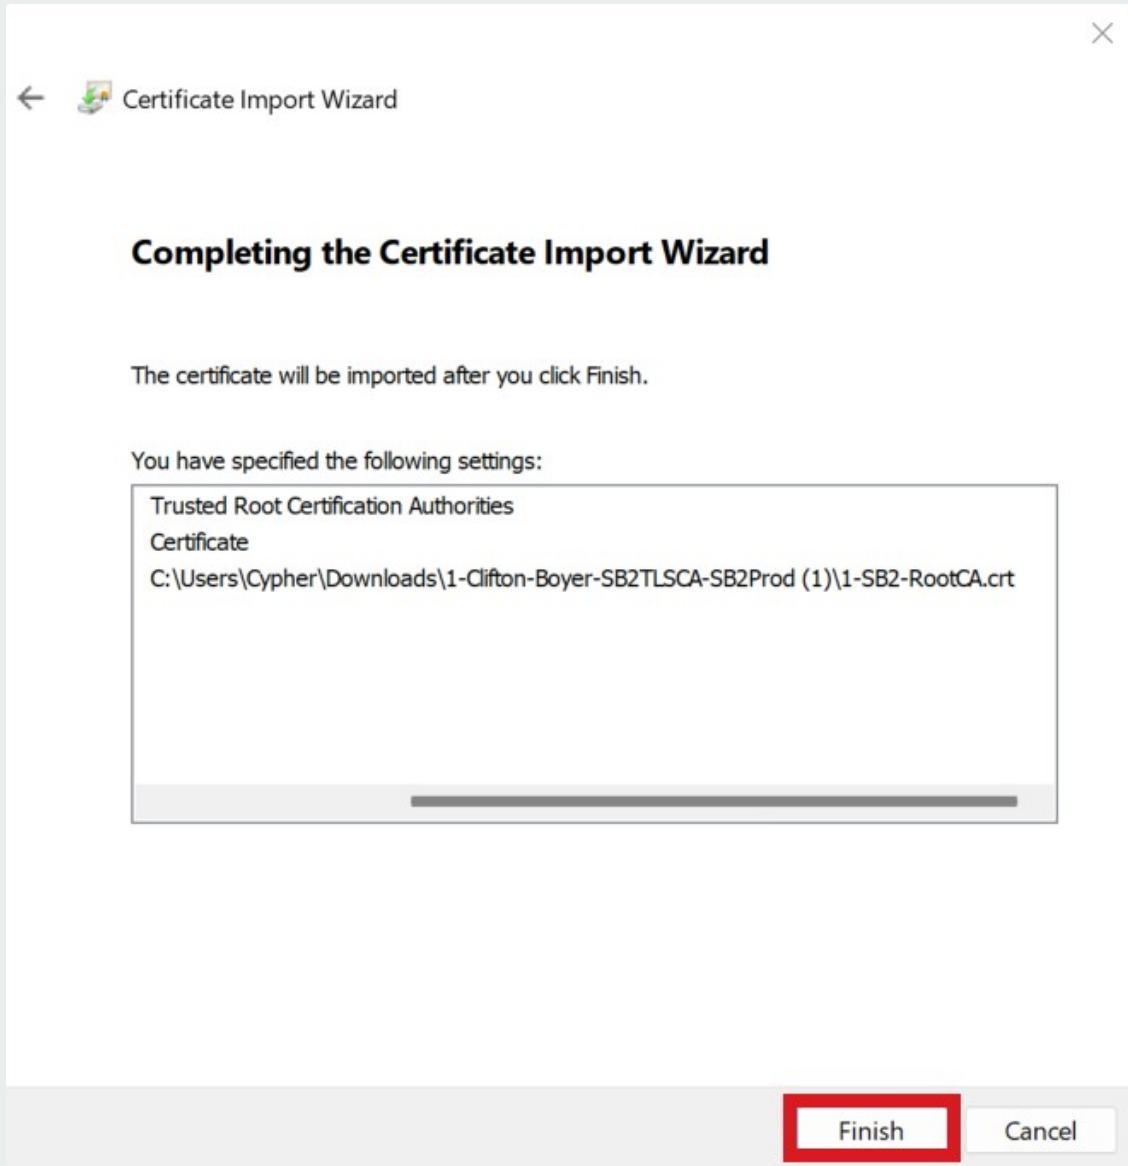 Certificate Import Wizard
Completing the Certificate Import Wizard
The certificate will be imported after you click Finish.
You have specified the following settings:
Trusted Root Certification Authorities
Certificate
C:\Users\Cypher\Downloads\1-Clifton-Boyer-SB2TLSCA-SB2Prod (1)\1-SB2-RootCA.crt
Finish Cancel